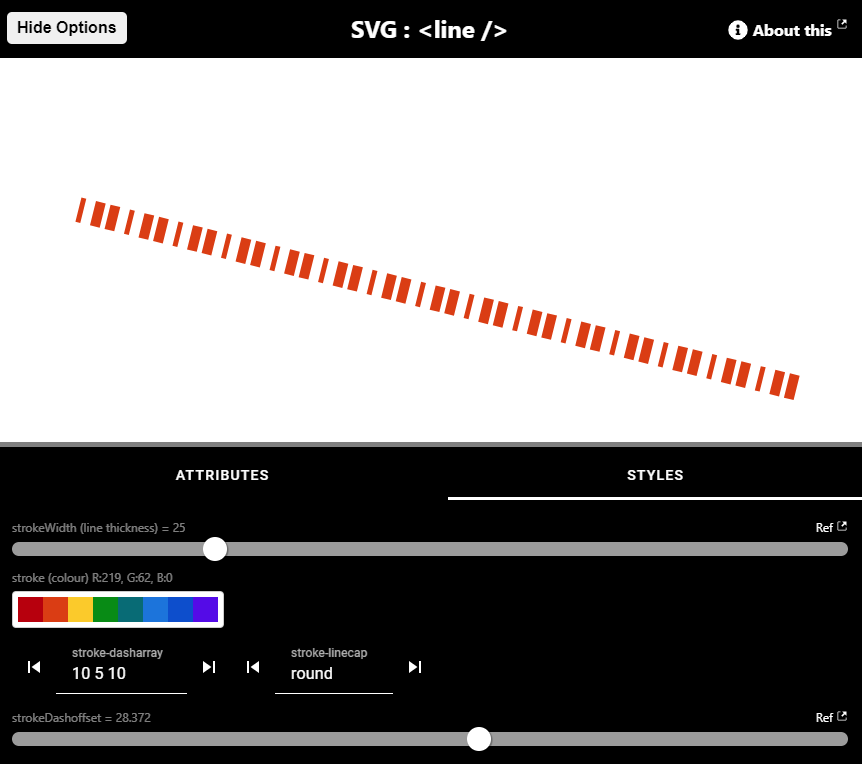 Hide Options
SVG : <line />
About this
ATTRIBUTES
STYLES
strokeWidth (line thickness) = 25
Ref
stroke (colour) R:219, G:62, B:0
stroke-dasharray
stroke-linecap
10 5 10
round
strokeDashoffset = 28.372
Ref